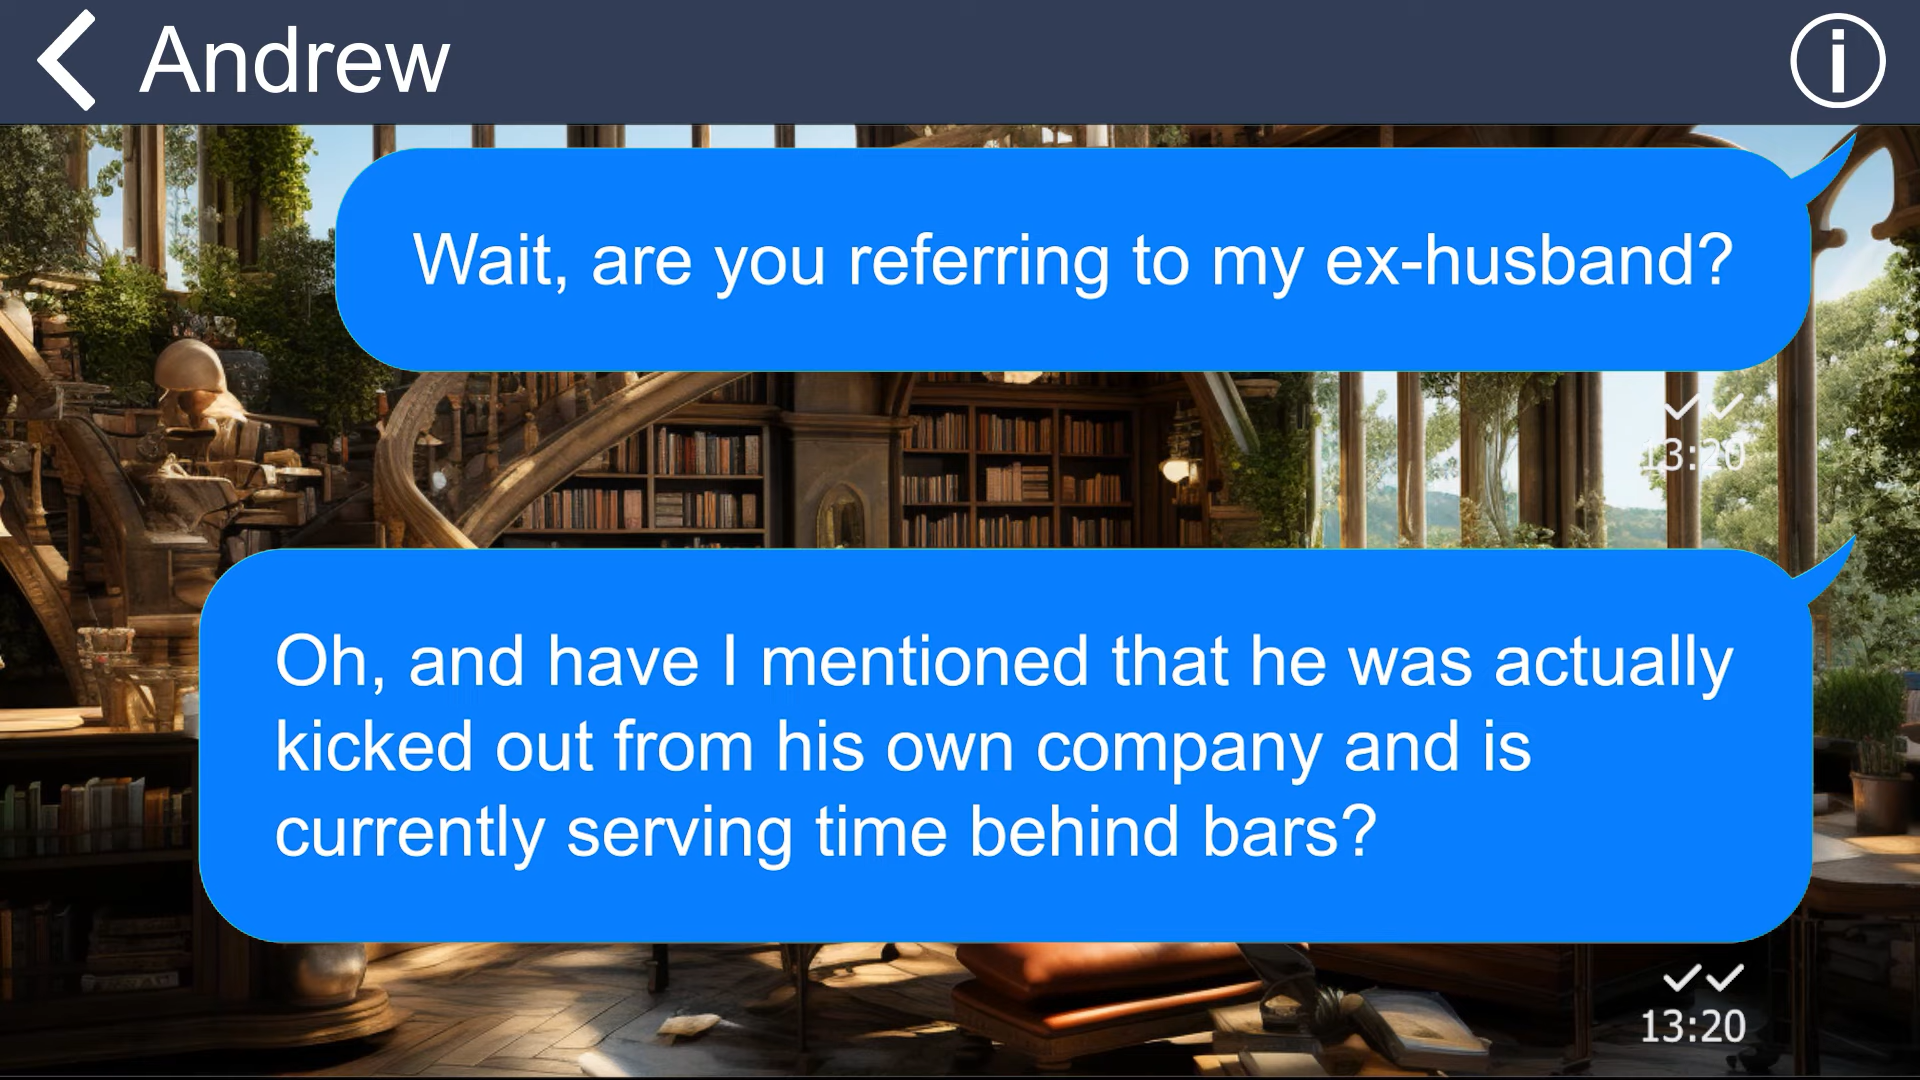 Andrew
Wait, are you referring to my ex-husband?
13:20
Oh, and have I mentioned that he was actually
kicked out from his own company and is
currently serving time behind bars?
13:20